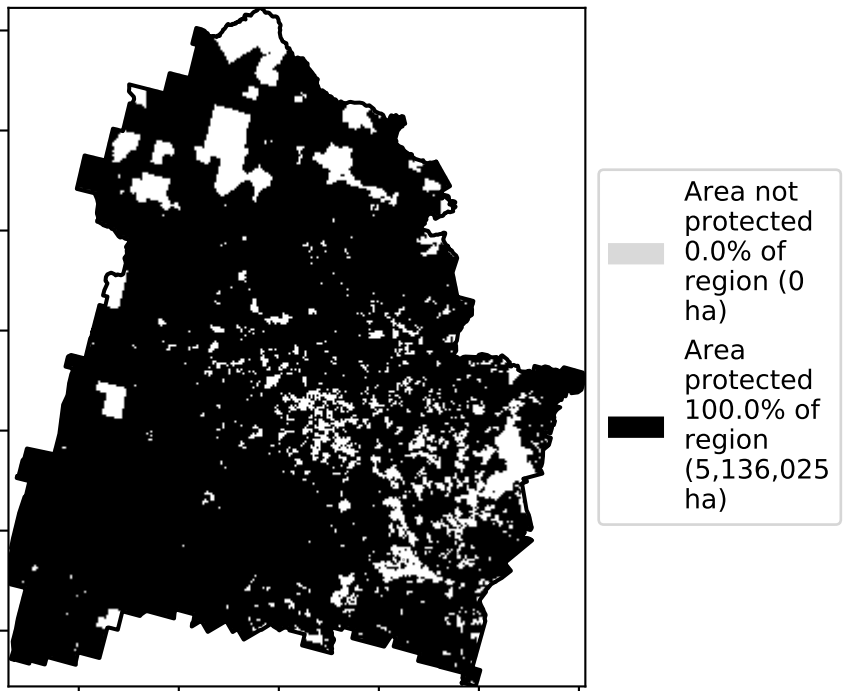 Area not
protected
0.0% of
region (0
ha)
Area
protected
100.0% of
region
(5,136,025
ha)